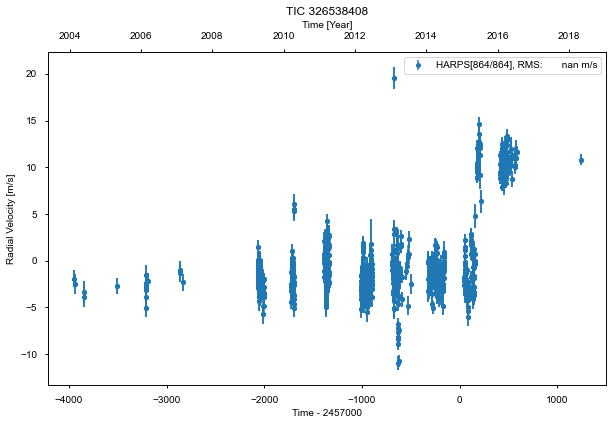 TIC 326538408
Time [Year]
2004 2006 2008 2010 2012 2014 2016 2018
HARPS[864/864], RMS: nan m/s
Radial Velocity [m/s]
20
15
10
5
0
−5
−10
−4000 −3000 −2000 −1000 0 1000
Time - 2457000